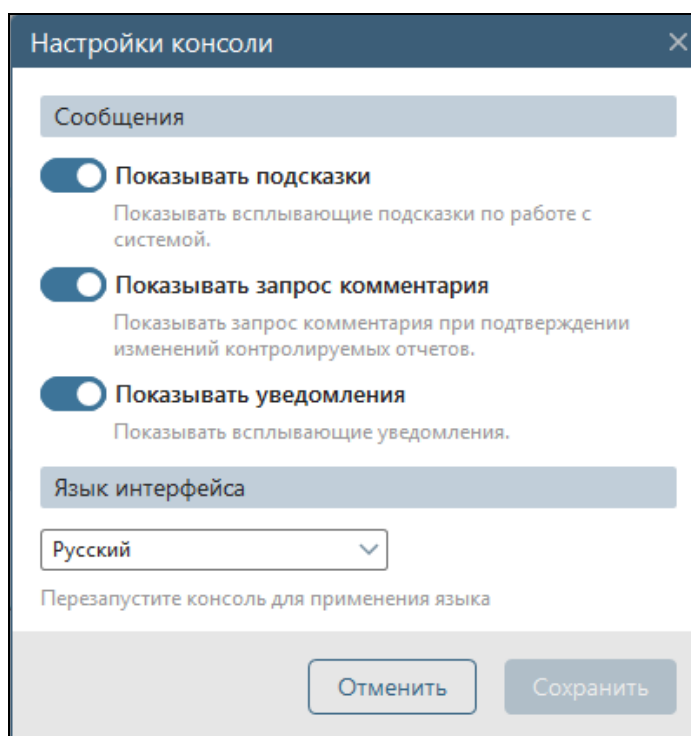 Настройки консоли
Сообщения
Показывать подсказки
Показывать всплывающие подсказки по работе с
системой.
Показывать запрос комментария
Показывать запрос комментария при подтверждении
изменений контролируемых отчетов.
Показывать уведомления
Показывать всплывающие уведомления.
Язык интерфейса
Русский
Перезапустите консоль для применения языка
Отменить
Сохранить